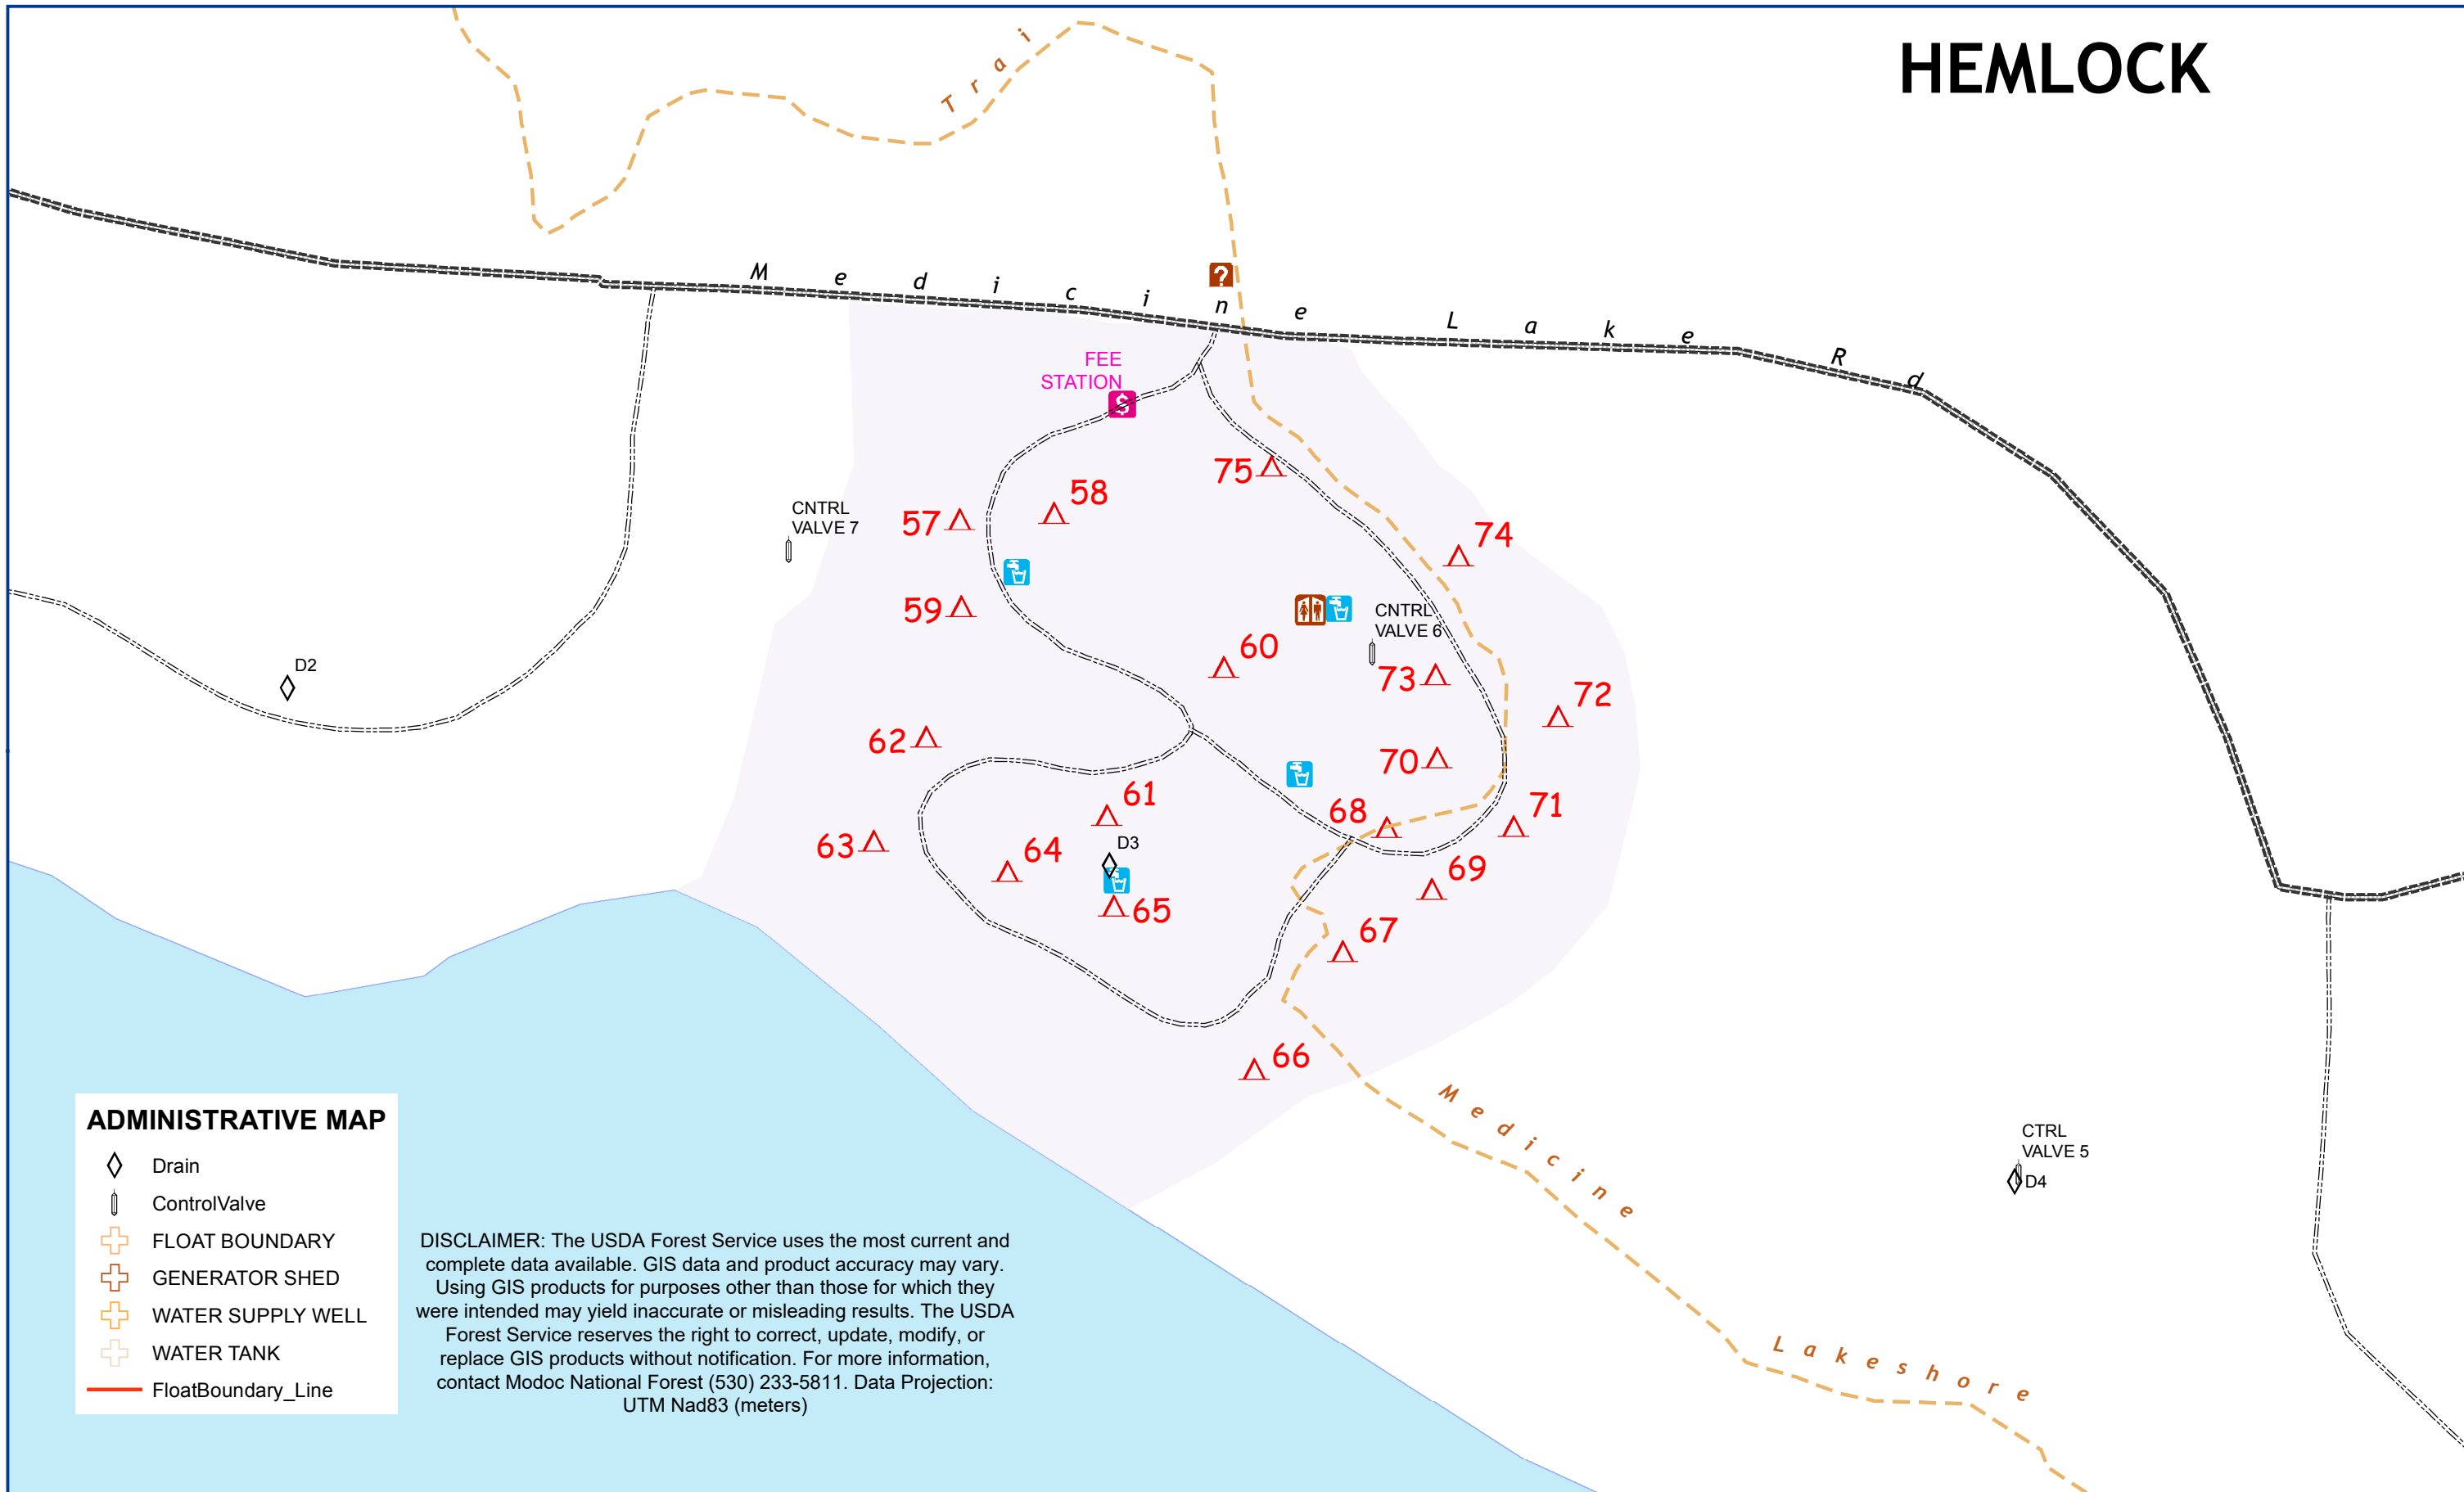 HEMLOCK
Trai
Medicine Lake Rd
FEE
STATION
$
?
75
58
57
CNTRL
VALVE 7
74
59
CNTRL
VALVE 6
60
73
D2
72
62
70
61
68
71
63
64
D3
69
65
67
66
Medicine
Lakeshore
CTRL
VALVE 5
D4
ADMINISTRATIVE MAP
Drain
ControlValve
FLOAT BOUNDARY
GENERATOR SHED
WATER SUPPLY WELL
WATER TANK
FloatBoundary_Line
DISCLAIMER: The USDA Forest Service uses the most current and
complete data available. GIS data and product accuracy may vary.
Using GIS products for purposes other than those for which they
were intended may yield inaccurate or misleading results. The USDA
Forest Service reserves the right to correct, update, modify, or
replace GIS products without notification. For more information,
contact Modoc National Forest (530) 233-5811. Data Projection:
UTM Nad83 (meters)